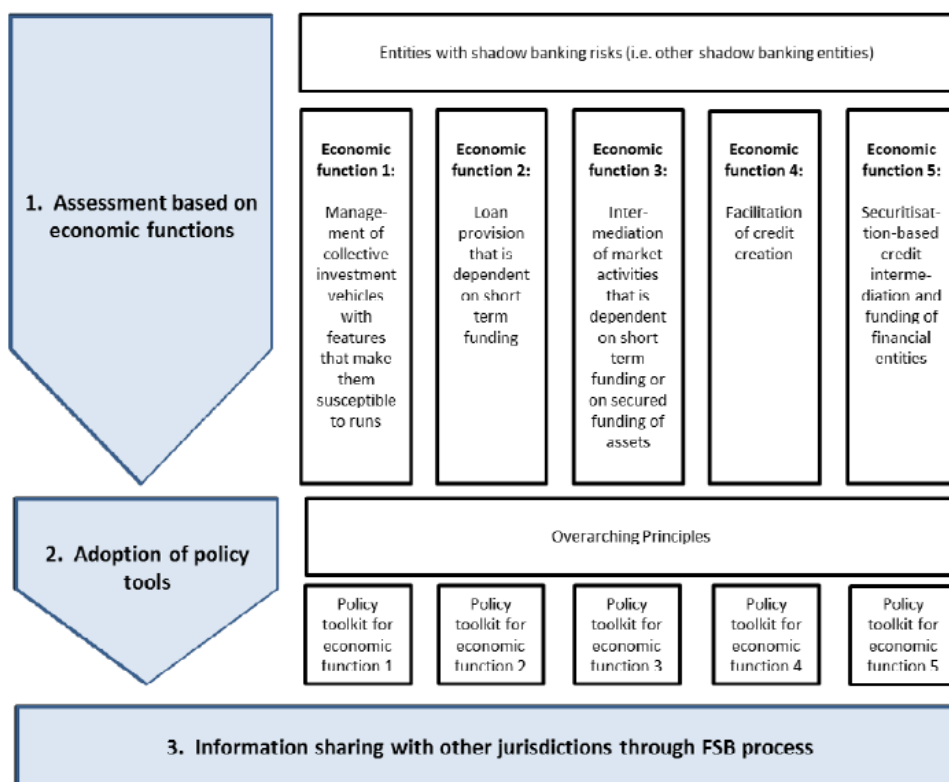 Entities with shadow banking risks (i.e. other shadow banking entities)
1. Assessment based on
economic functions
Economic
function 1:
Manage-
ment of
collective
investment
vehicles
with
features
that make
them
susceptible
to runs
Economic
function 2:
Loan
provision
that is
dependent
on short
term
funding
Economic
function 3:
Inter-
mediation
of market
activities
that is
dependent
on short
term
funding or
on secured
funding of
assets
Economic
function 4:
Facilitation
of credit
creation
Economic
function 5:
Securitisat-
tion-based
credit
interme-
diation and
funding of
financial
entities
2. Adoption of policy
tools
Overarching Principles
Policy
toolkit for
economic
function 1
Policy
toolkit for
economic
function 2
Policy
toolkit for
economic
function 3
Policy
toolkit for
economic
function 4
Policy
toolkit for
economic
function 5
3. Information sharing with other jurisdictions through FSB process